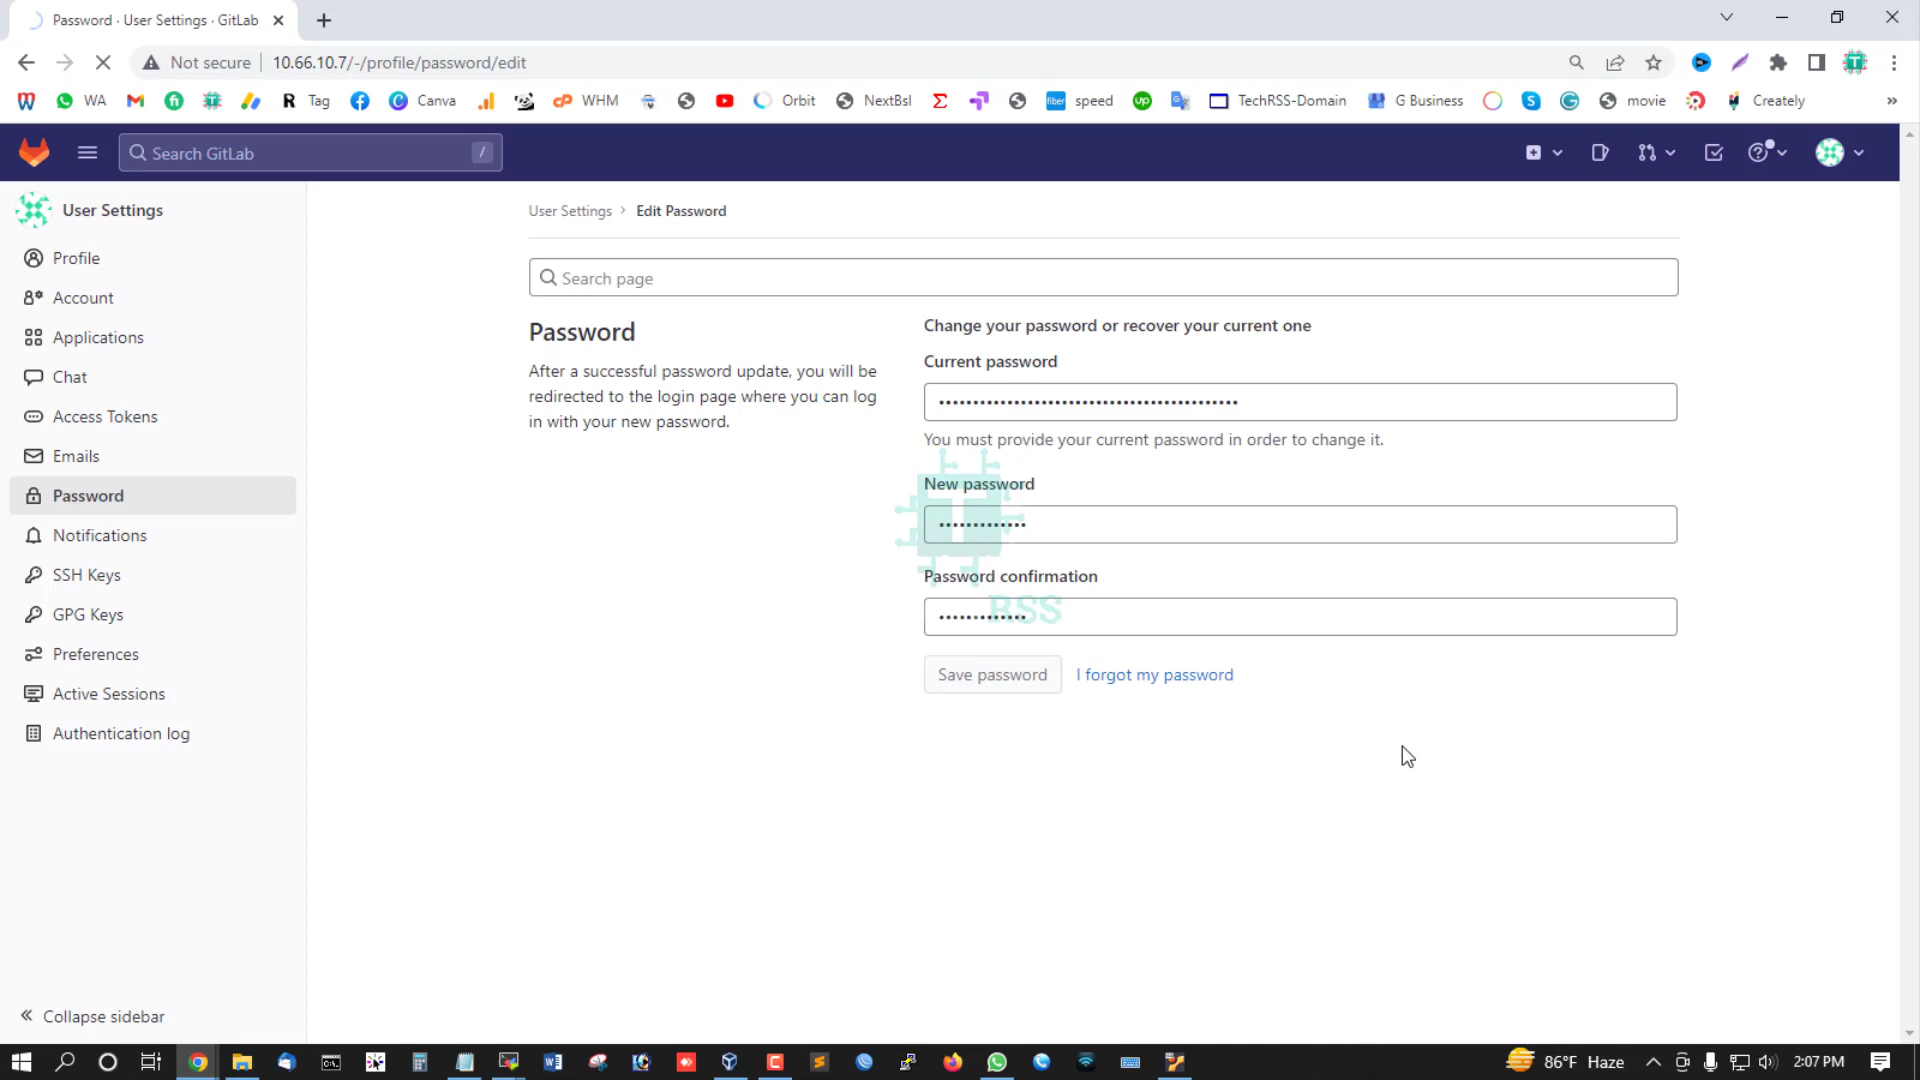 Password · User Settings · GitLab
Not secure
10.66.10.7/-/profile/password/edit
WA
Tag
Canva
WHM
Orbit
NextBsl
fiber
speed
up
TechRSS-Domain
G Business
movie
Creately
»
Search GitLab
/
User Settings
Profile
Account
Applications
Chat
Access Tokens
Emails
Password
Notifications
SSH Keys
GPG Keys
Preferences
Active Sessions
Authentication log
Collapse sidebar
User Settings › Edit Password
Search page
Password
After a successful password update, you will be
redirected to the login page where you can log
in with your new password.
Change your password or recover your current one
Current password
You must provide your current password in order to change it.
New password
Password confirmation
RSS
Save password
I forgot my password
86°F Haze
2:07 PM